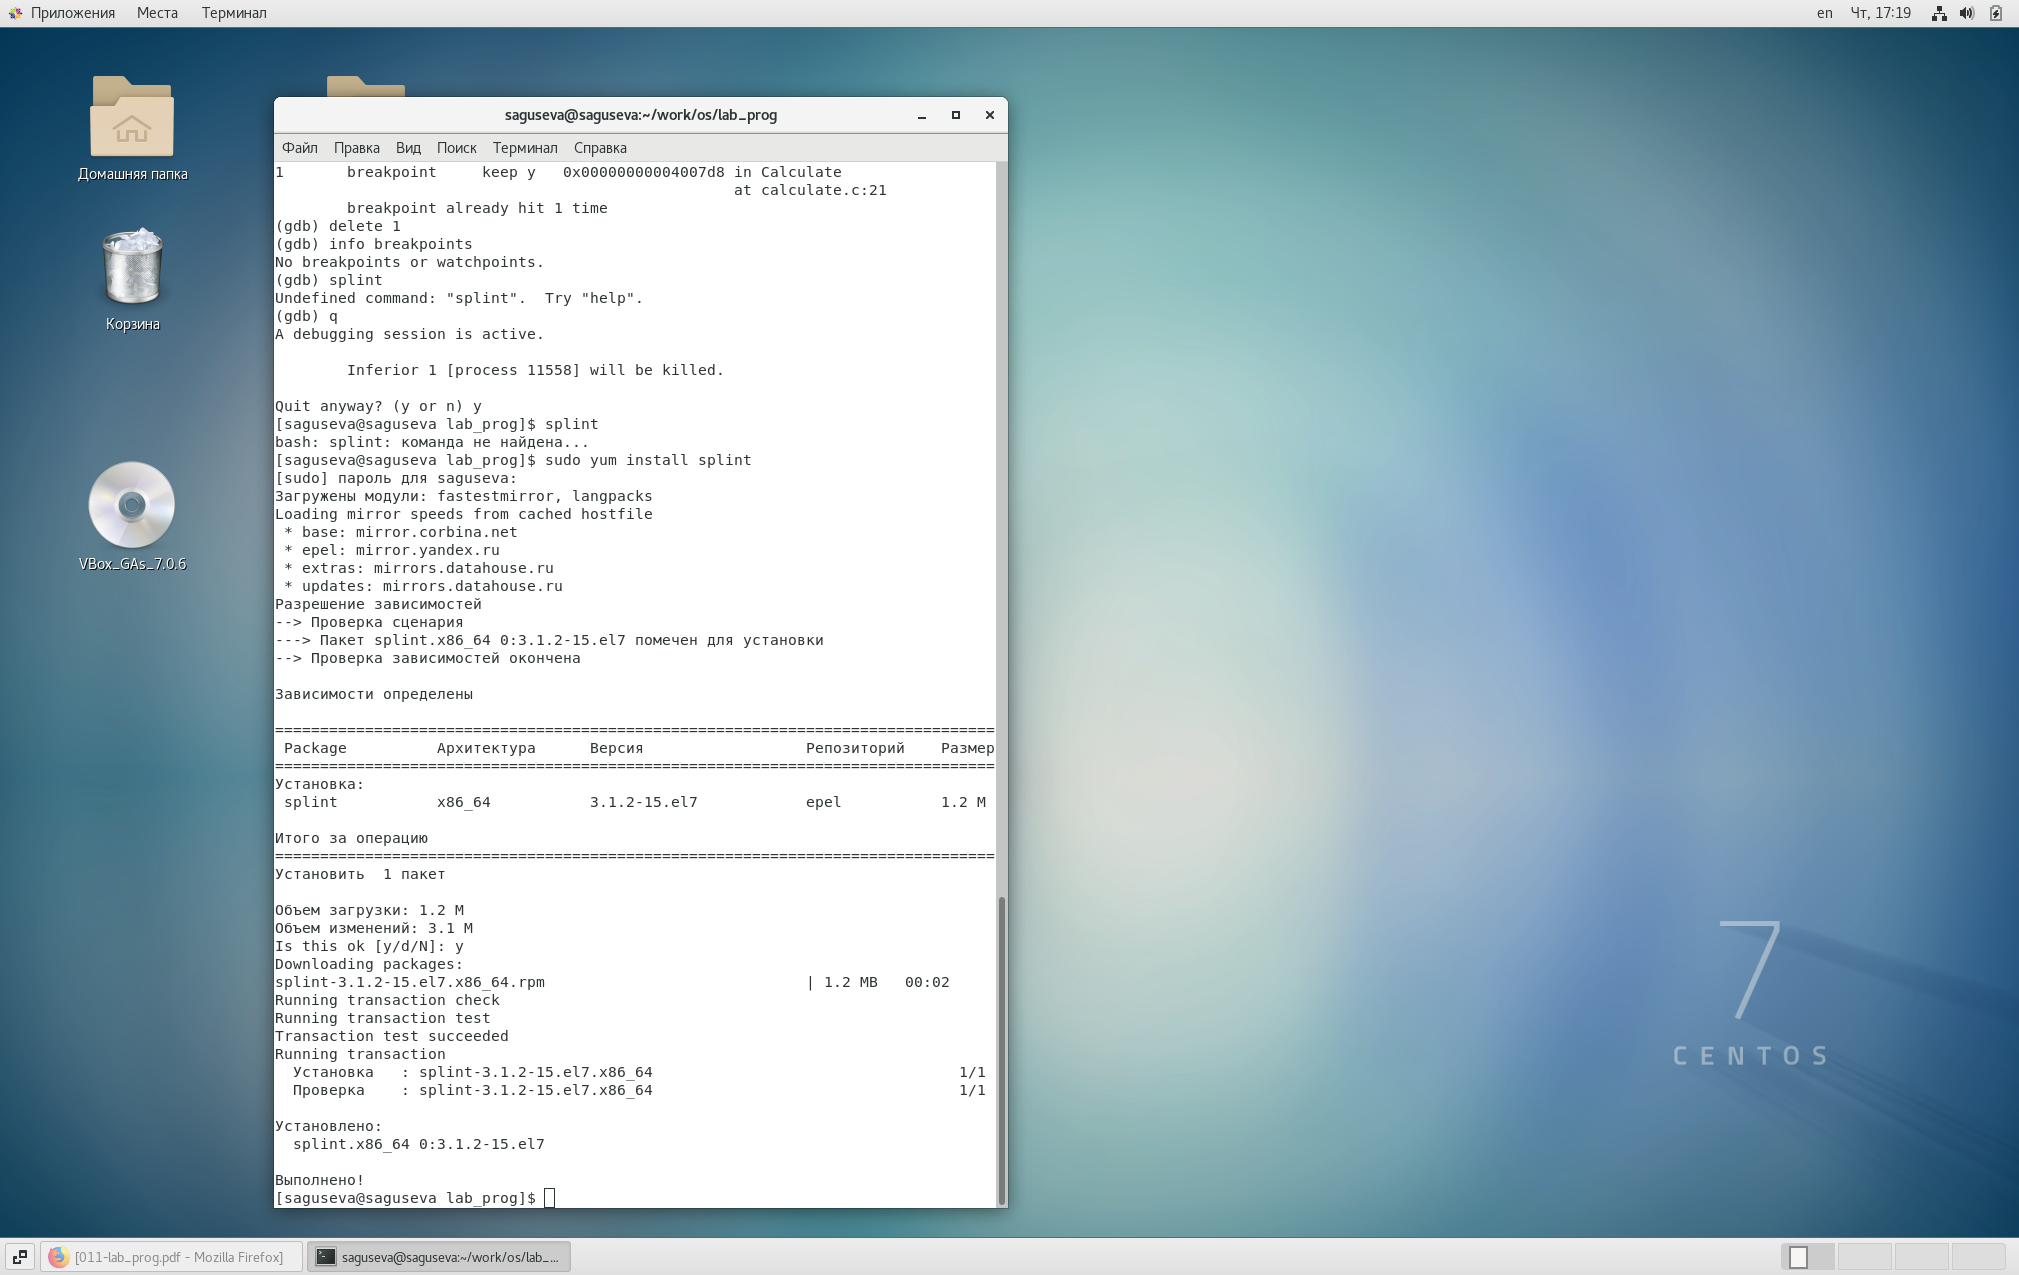 Приложения Места Терминал en Чт, 17:19
Домашняя папка
Корзина
VBox_GAs_7.0.6
saguseva@saguseva:~/work/os/lab_prog
Файл Правка Вид Поиск Терминал Справка
1       breakpoint     keep y   0x00000000004007d8 in Calculate
                                                   at calculate.c:21
        breakpoint already hit 1 time
(gdb) delete 1
(gdb) info breakpoints
No breakpoints or watchpoints.
(gdb) splint
Undefined command: "splint".  Try "help".
(gdb) q
A debugging session is active.
        Inferior 1 [process 11558] will be killed.
Quit anyway? (y or n) y
[saguseva@saguseva lab_prog]$ splint
bash: splint: команда не найдена...
[saguseva@saguseva lab_prog]$ sudo yum install splint
[sudo] пароль для saguseva:
Загружены модули: fastestmirror, langpacks
Loading mirror speeds from cached hostfile
 * base: mirror.corbina.net
 * epel: mirror.yandex.ru
 * extras: mirrors.datahouse.ru
 * updates: mirrors.datahouse.ru
Разрешение зависимостей
--> Проверка сценария
---> Пакет splint.x86_64 0:3.1.2-15.el7 помечен для установки
--> Проверка зависимостей окончена
Зависимости определены
================================================================================
 Package          Архитектура      Версия                  Репозиторий    Размер
================================================================================
Установка:
 splint           x86_64           3.1.2-15.el7            epel           1.2 M
Итого за операцию
================================================================================
Установить  1 пакет
Объем загрузки: 1.2 M
Объем изменений: 3.1 M
Is this ok [y/d/N]: y
Downloading packages:
splint-3.1.2-15.el7.x86_64.rpm                             | 1.2 MB   00:02
Running transaction check
Running transaction test
Transaction test succeeded
Running transaction
  Установка   : splint-3.1.2-15.el7.x86_64                                  1/1
  Проверка    : splint-3.1.2-15.el7.x86_64                                  1/1
Установлено:
  splint.x86_64 0:3.1.2-15.el7
Выполнено!
[saguseva@saguseva lab_prog]$
7
CENTOS
[011-lab_prog.pdf - Mozilla Firefox] saguseva@saguseva:~/work/os/lab_...